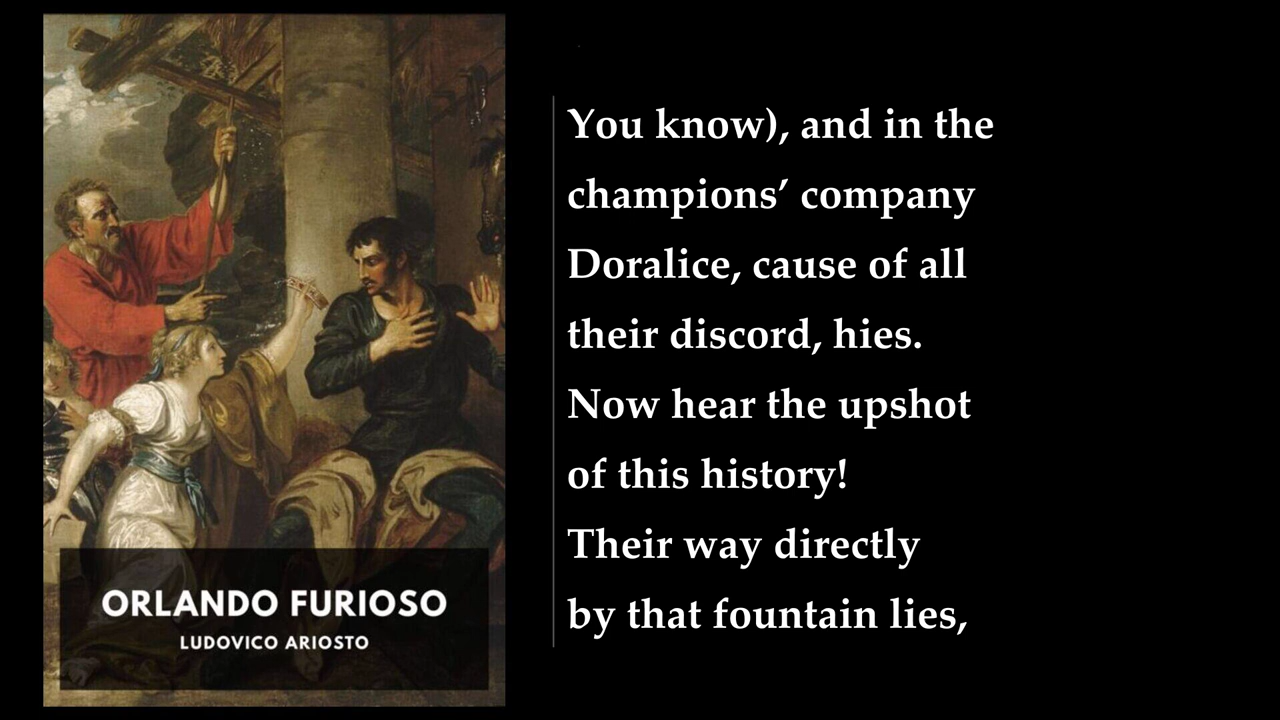 ORLANDO FURIOSO
LUDOVICO ARIOSTO
You know), and in the
champions’ company
Doralice, cause of all
their discord, hies.
Now hear the upshot
of this history!
Their way directly
by that fountain lies,